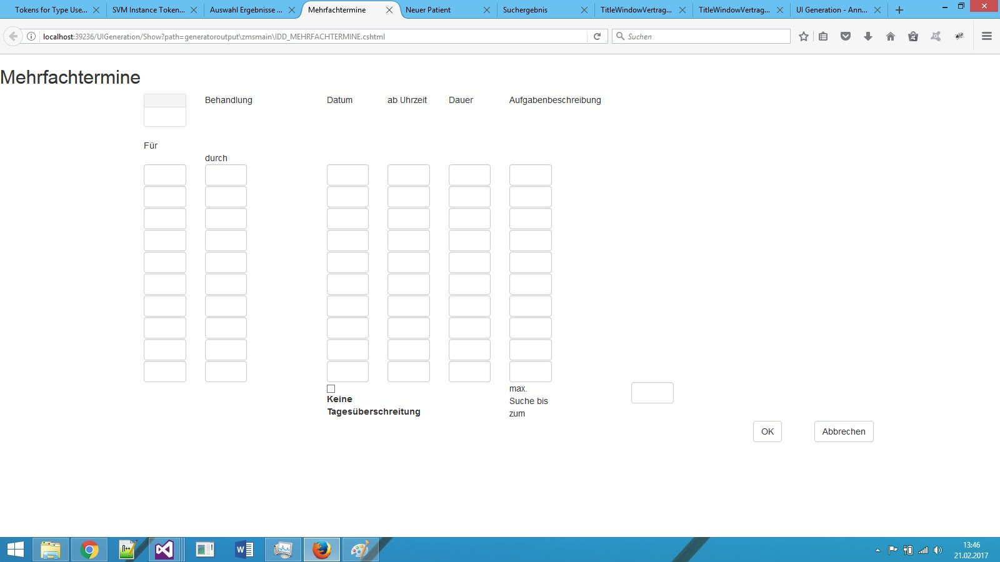 Tokens for Type Use...
SVM Instance Token...
Auswahl Ergebnisse ...
Mehrfachtermine
Neuer Patient
Suchergebnis
TitleWindowVertrag...
TitleWindowVertrag...
UI Generation - Ann...
localhost:39236/UIGeneration/Show?path=generatoroutput\zmsmain\IDD_MEHRFACHTERMINE.cshtml
Suchen
Mehrfachtermine
Behandlung Datum ab Uhrzeit Dauer Aufgabenbeschreibung
Für
durch
Keine
Tagesüberschreitung
max.
Suche bis
zum
OK Abbrechen
13:46
21.02.2017